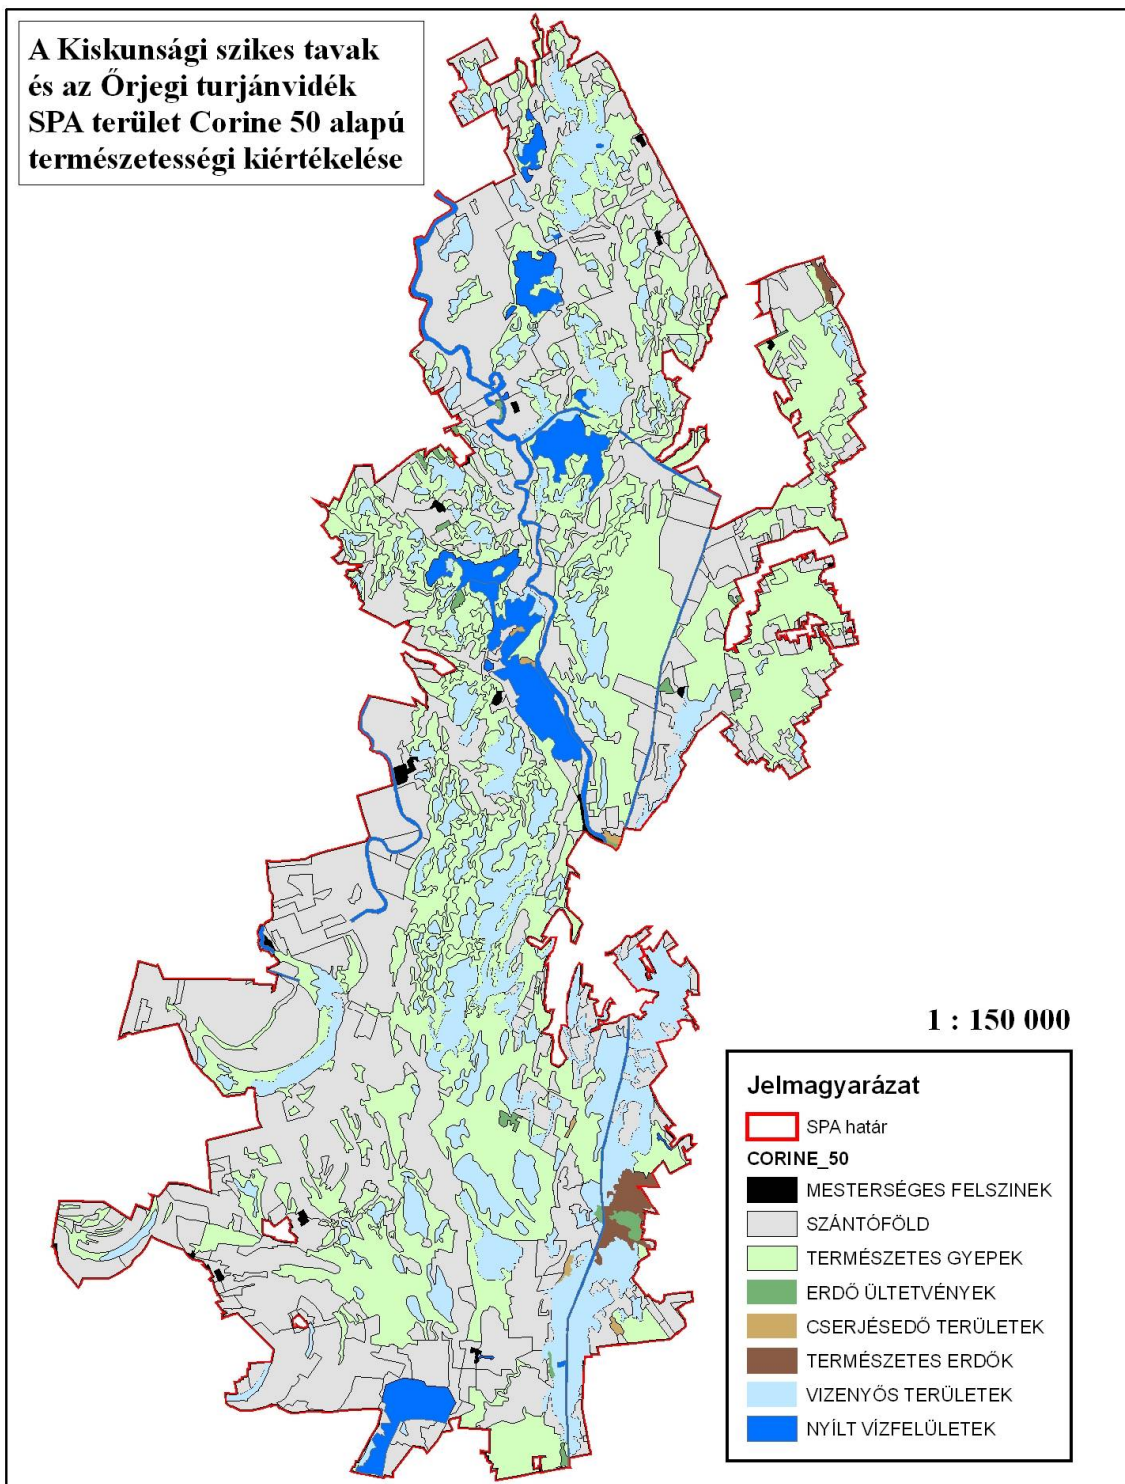 A Kiskunsági szikes tavak
és az Őrjegi turjánvidék
SPA terület Corine 50 alapú
természetességi kiértékelése
1 : 150 000
Jelmagyarázat
SPA határ
CORINE_50
MESTERSÉGES FELSZINEK
SZÁNTÓFÖLD
TERMÉSZETES GYEPEK
ERDŐ ÜLTETVÉNYEK
CSERJÉSEDŐ TERÜLETEK
TERMÉSZETES ERDŐK
VIZENYŐS TERÜLETEK
NYÍLT VÍZFELÜLETEK